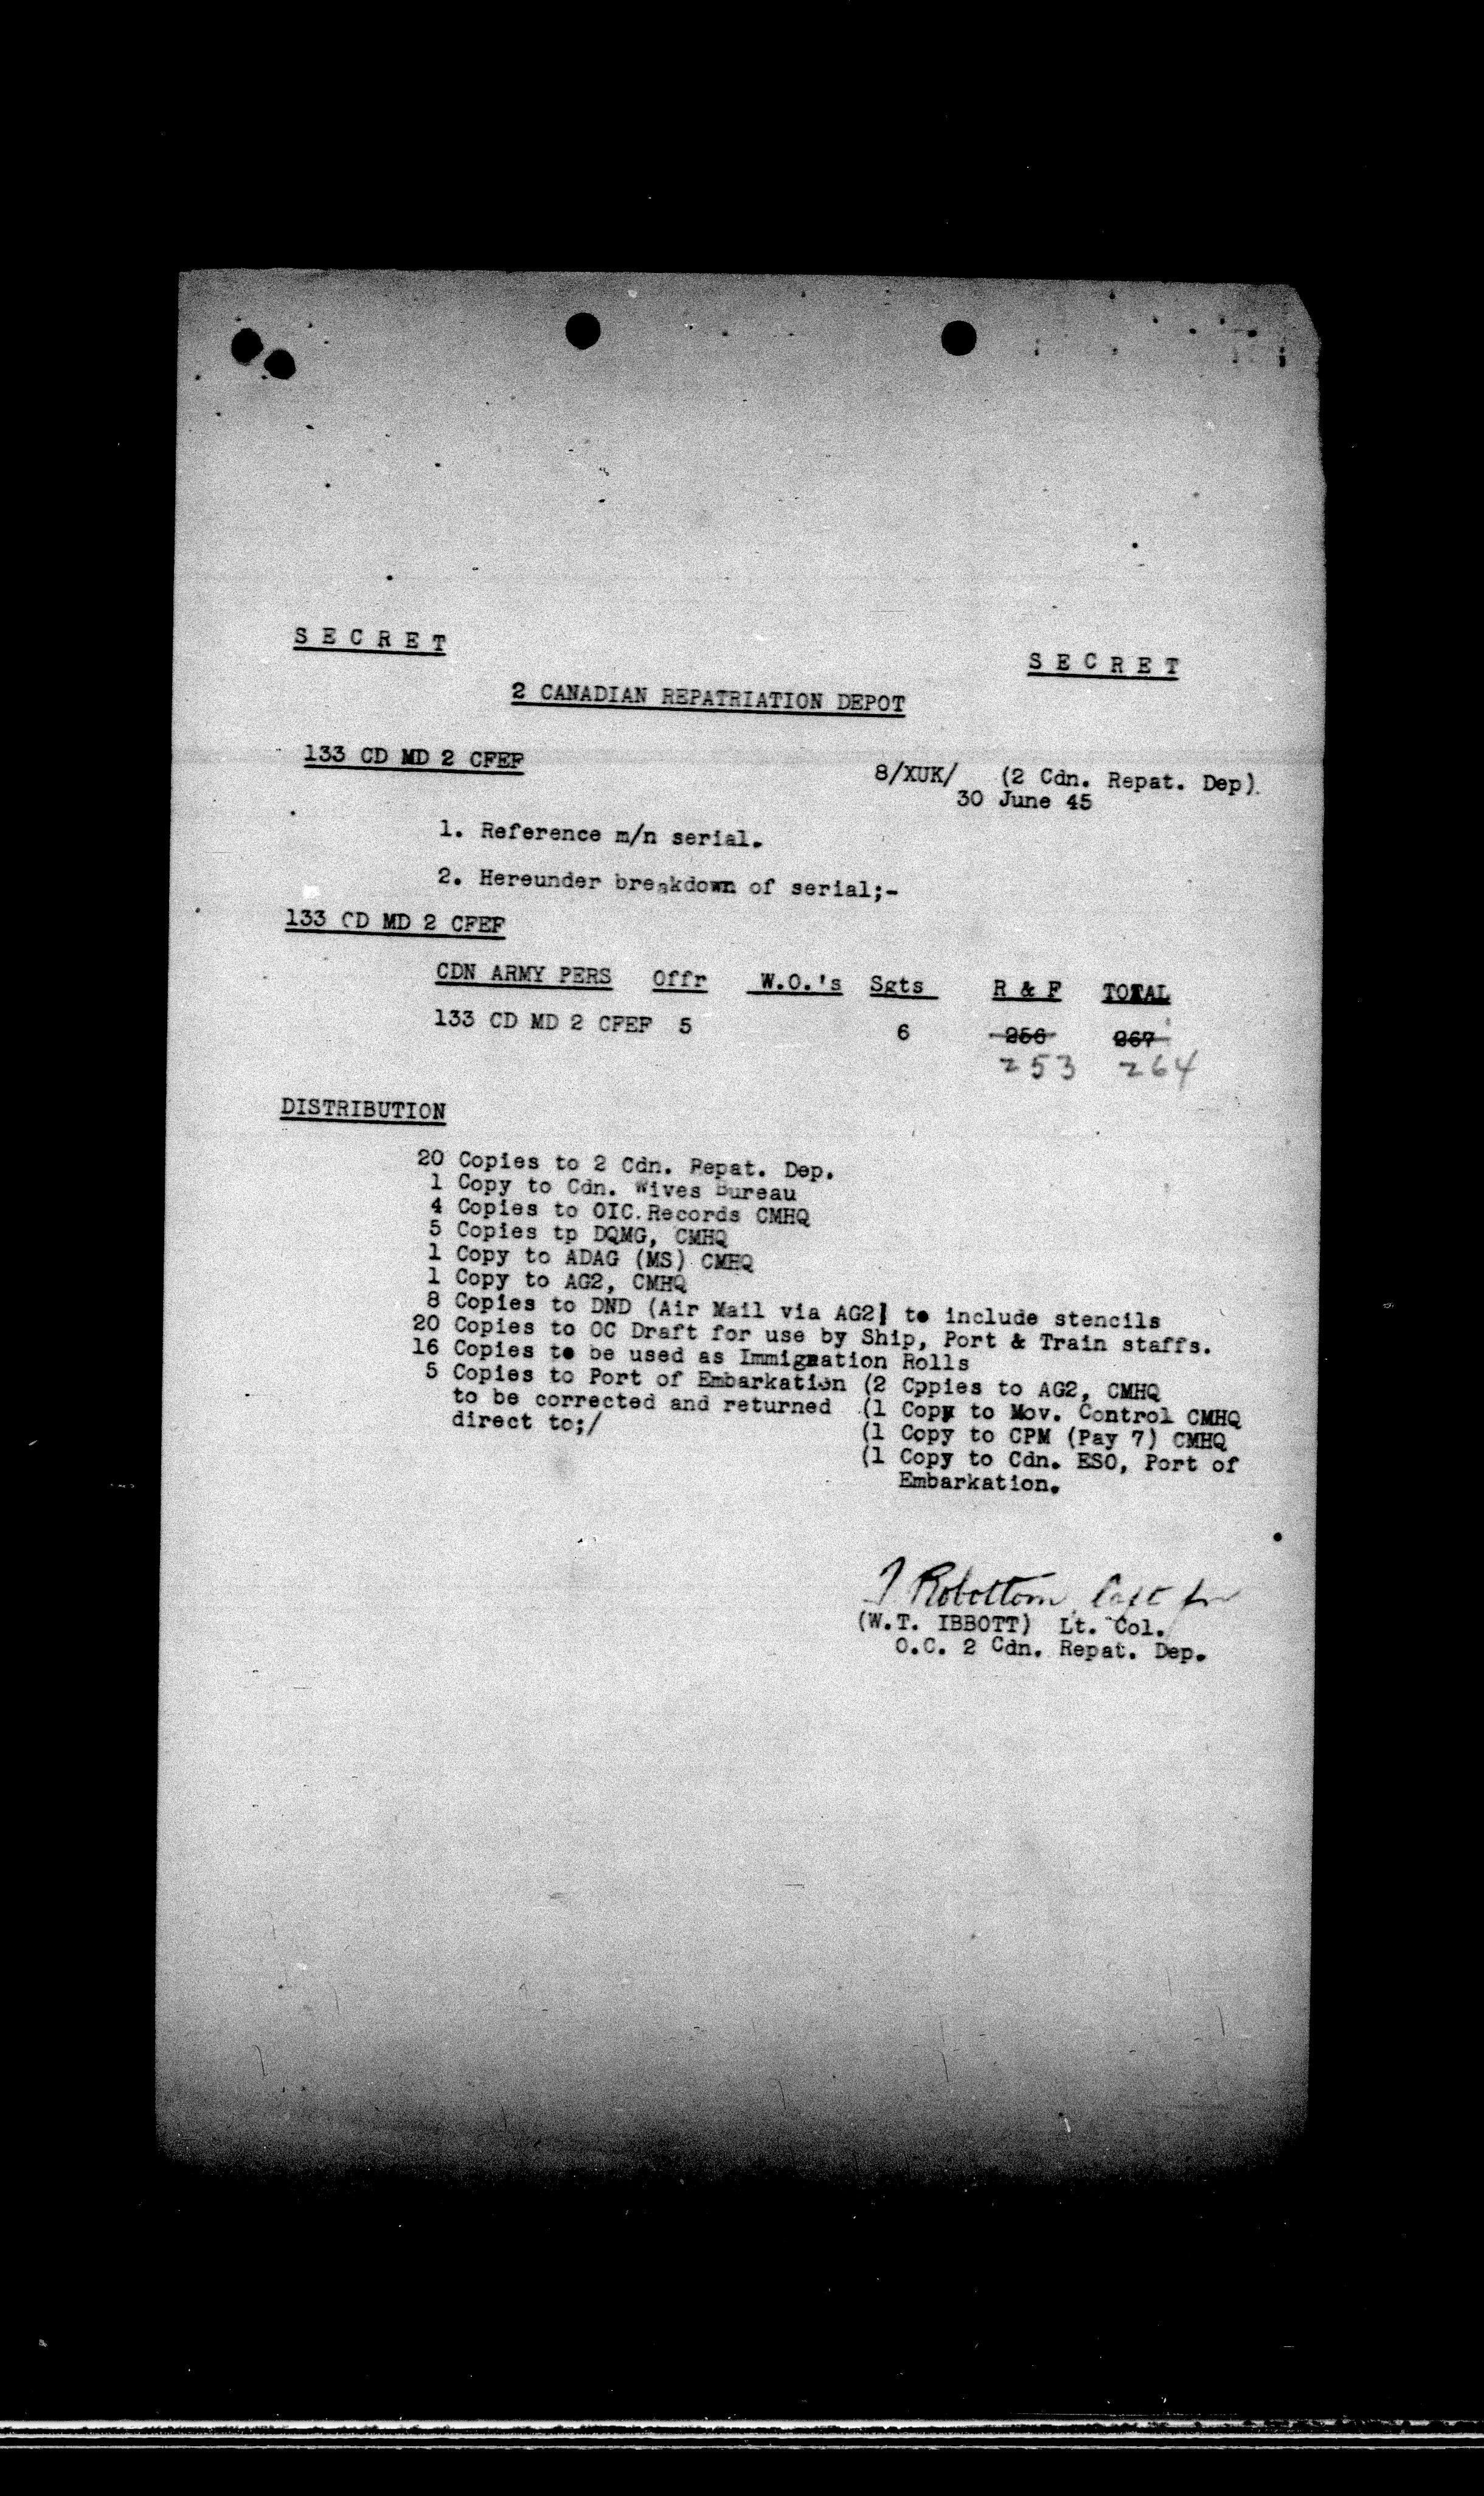 S E C R E T
S E C R E T
2 CANADIAN REPATRIATION DEPOT
133 CD MD 2 CFEF
8/XUK/ (2 Cdn. Repat. Dep).
30 June 45
1. Reference m/n serial.
2. Hereunder breakdown of serial;-
133 CD MD 2 CFEF
CDN ARMY PERS Offr W.O.'s Sgts R & F TOTAL
133 CD MD 2 CFEF 5 6 256 267
253 264
DISTRIBUTION
20 Copies to 2 Cdn. Repat. Dep.
1 Copy to Cdn. Wives Bureau
4 Copies to OIC.Records CMHQ
5 Copies tp DQMG, CMHQ
1 Copy to ADAG (MS) CMHQ
1 Copy to AG2, CMHQ
8 Copies to DND (Air Mail via AG2) to include stencils
20 Copies to OC Draft for use by Ship, Port & Train staffs.
16 Copies to be used as Immigration Rolls
5 Copies to Port of Embarkation (2 Cppies to AG2, CMHQ
to be corrected and returned (1 Copy to Mov. Control CMHQ
direct to;/ (1 Copy to CPM (Pay 7) CMHQ
(1 Copy to Cdn. ESO, Port of
Embarkation.
Robottom Capt for
(W.T. IBBOTT) Lt. Col.
O.C. 2 Cdn. Repat. Dep.